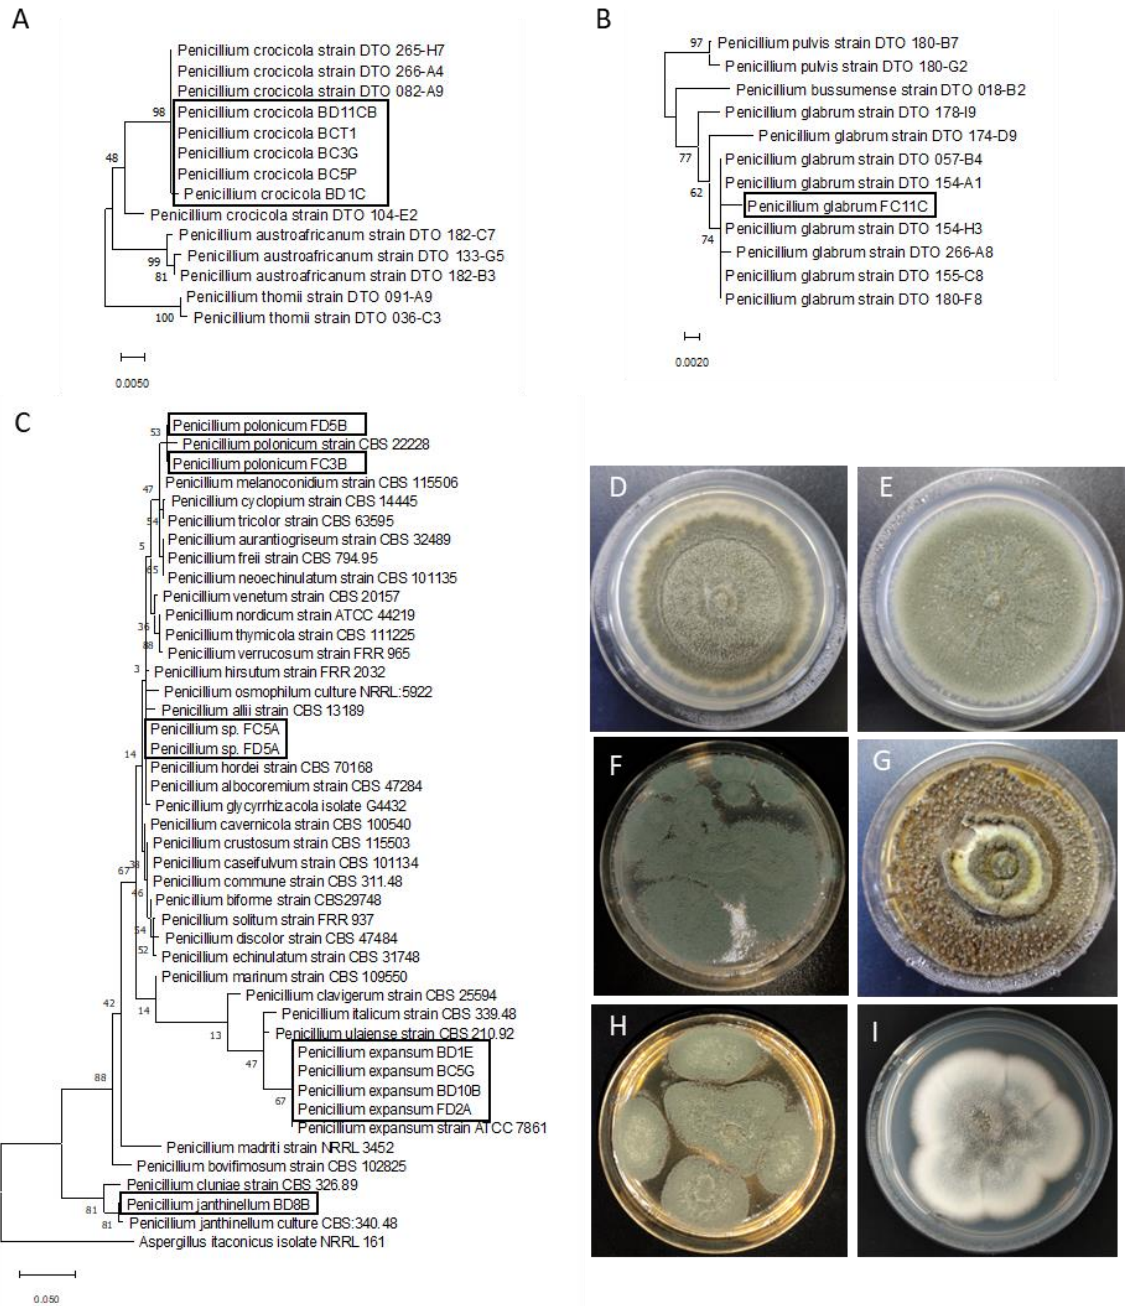 A
Penicillium crocicola strain DTO 265-H7
Penicillium crocicola strain DTO 266-A4
Penicillium crocicola strain DTO 082-A9
98
Penicillium crocicola BD11CB
Penicillium crocicola BCT1
Penicillium crocicola BC3G
48
Penicillium crocicola BC5P
Penicillium crocicola BD1C
Penicillium crocicola strain DTO 104-E2
Penicillium austroafricanum strain DTO 182-C7
Penicillium austroafricanum strain DTO 133-G5
99
81
Penicillium austroafricanum strain DTO 182-B3
Penicillium thomii strain DTO 091-A9
100
Penicillium thomii strain DTO 036-C3
0.0050
B
97
Penicillium pulvis strain DTO 180-B7
Penicillium pulvis strain DTO 180-G2
Penicillium bussumense strain DTO 018-B2
Penicillium glabrum strain DTO 178-I9
Penicillium glabrum strain DTO 174-D9
77
Penicillium glabrum strain DTO 057-B4
Penicillium glabrum strain DTO 154-A1
62
Penicillium glabrum FC11C
Penicillium glabrum strain DTO 154-H3
74
Penicillium glabrum strain DTO 266-A8
Penicillium glabrum strain DTO 155-C8
Penicillium glabrum strain DTO 180-F8
0.0020
C
Penicillium polonicum FD5B
53
Penicillium polonicum strain CBS 22228
Penicillium polonicum FC3B
Penicillium melanoconidium strain CBS 115506
47
Penicillium cyclopium strain CBS 14445
54
Penicillium tricolor strain CBS 63595
Penicillium aurantiogriseum strain CBS 32489
5
Penicillium freii strain CBS 794.95
65
Penicillium neoechinulatum strain CBS 101135
Penicillium venetum strain CBS 20157
Penicillium nordicum strain ATCC 44219
36
Penicillium thymicola strain CBS 111225
88
Penicillium verrucosum strain FRR 965
3
Penicillium hirsutum strain FRR 2032
Penicillium osmophilum culture NRRL:5922
Penicillium allii strain CBS 13189
Penicillium sp. FC5A
Penicillium sp. FD5A
14
Penicillium hordei strain CBS 70168
Penicillium albocoremium strain CBS 47284
Penicillium glycyrrhizacola isolate G4432
Penicillium cavernicola strain CBS 100540
Penicillium crustosum strain CBS 115503
38
Penicillium caseifulvum strain CBS 101134
67
Penicillium commune strain CBS 311.48
46
Penicillium biforme strain CBS29748
Penicillium solitum strain FRR 937
54
Penicillium discolor strain CBS 47484
52
Penicillium echinulatum strain CBS 31748
Penicillium marinum strain CBS 109550
Penicillium clavigerum strain CBS 25594
42
14
Penicillium italicum strain CBS 339.48
13
Penicillium ulaiense strain CBS 210.92
Penicillium expansum BD1E
47
Penicillium expansum BC5G
88
Penicillium expansum BD10B
67
Penicillium expansum FD2A
Penicillium expansum strain ATCC 7861
Penicillium madriti strain NRRL 3452
Penicillium bovifimosum strain CBS 102825
Penicillium cluniae strain CBS 326.89
Penicillium janthinellum BD8B
81
81
Penicillium janthinellum culture CBS:340.48
Aspergillus itaconicus isolate NRRL 161
0.050
D
E
F
G
H
I